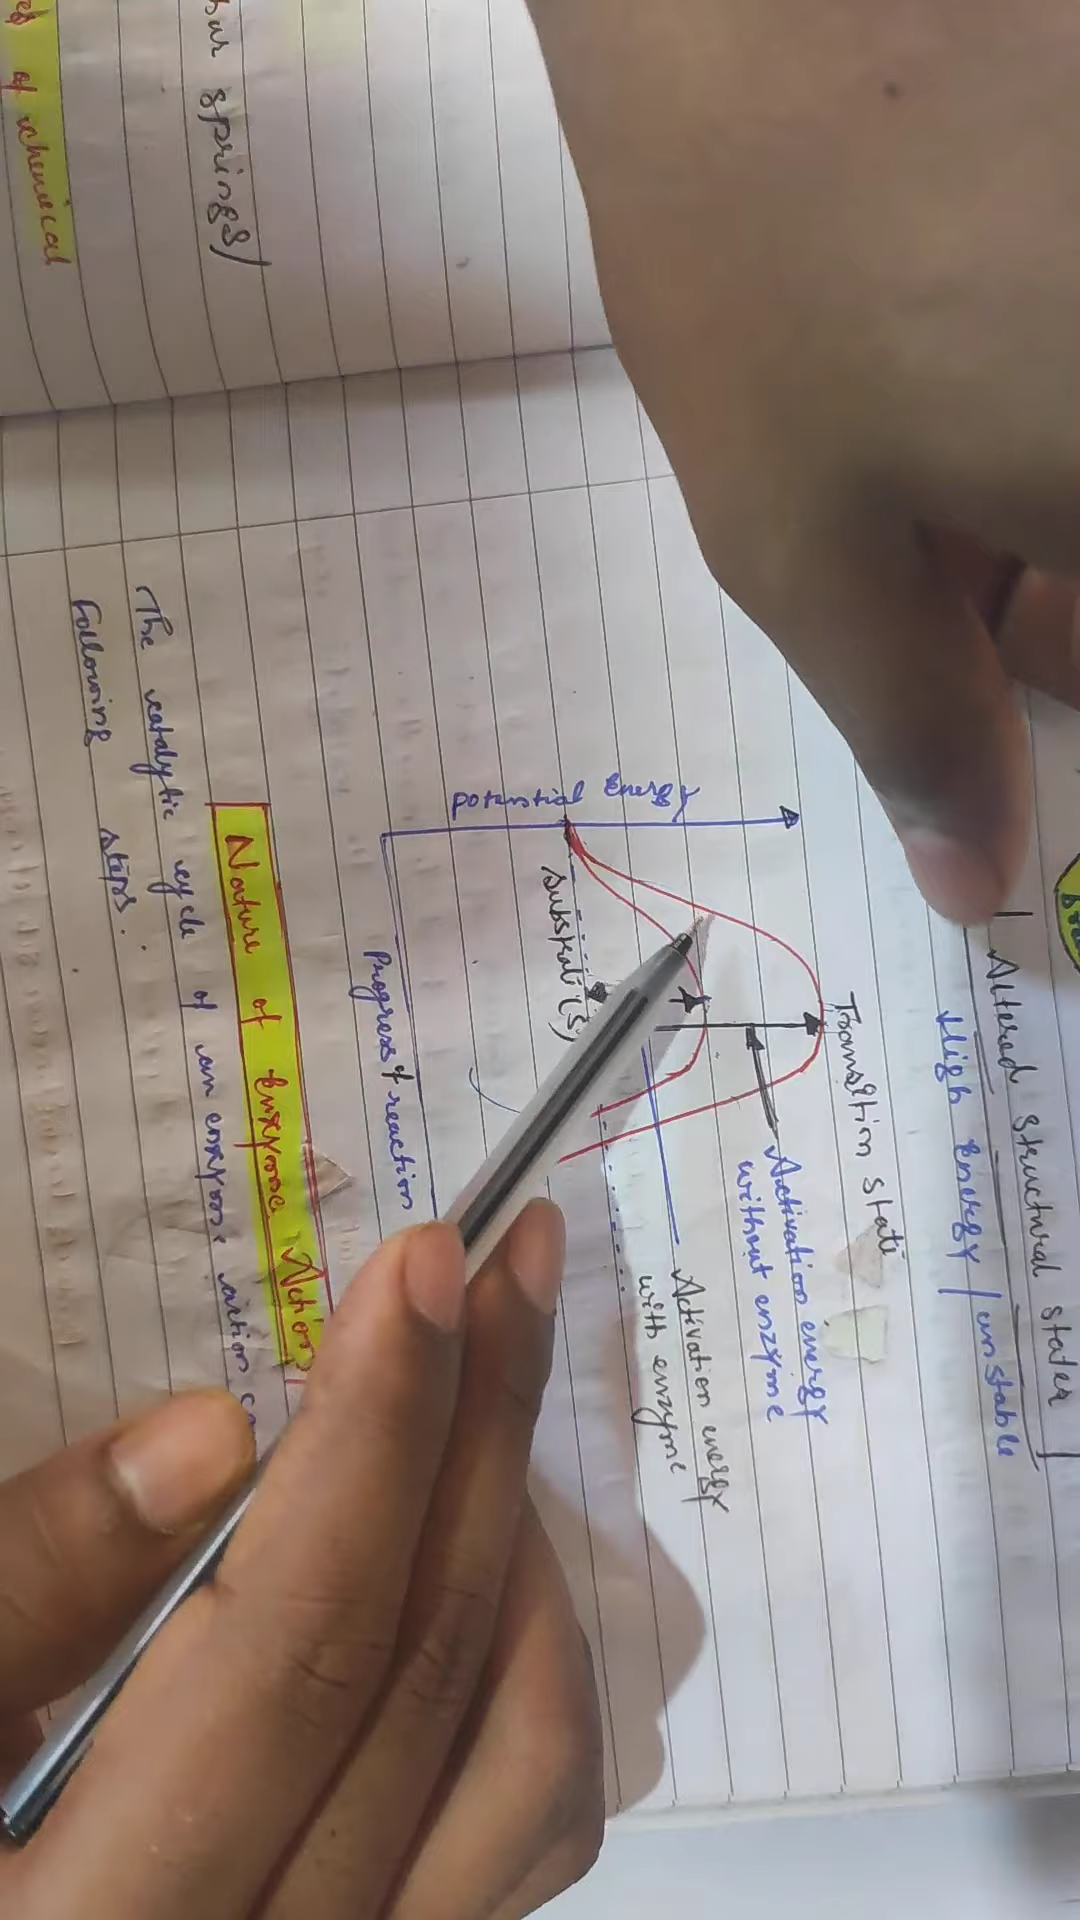 of chemical
springs)
Altered structural states
High Energy / unstable
Transition state
Activation energy
without enzyme
Activation energy
with enzyme
Potential Energy
Substrate (S)
Progress of reaction
Nature of Enzyme Action
The catalytic cycle of an enzyme action
Following steps.